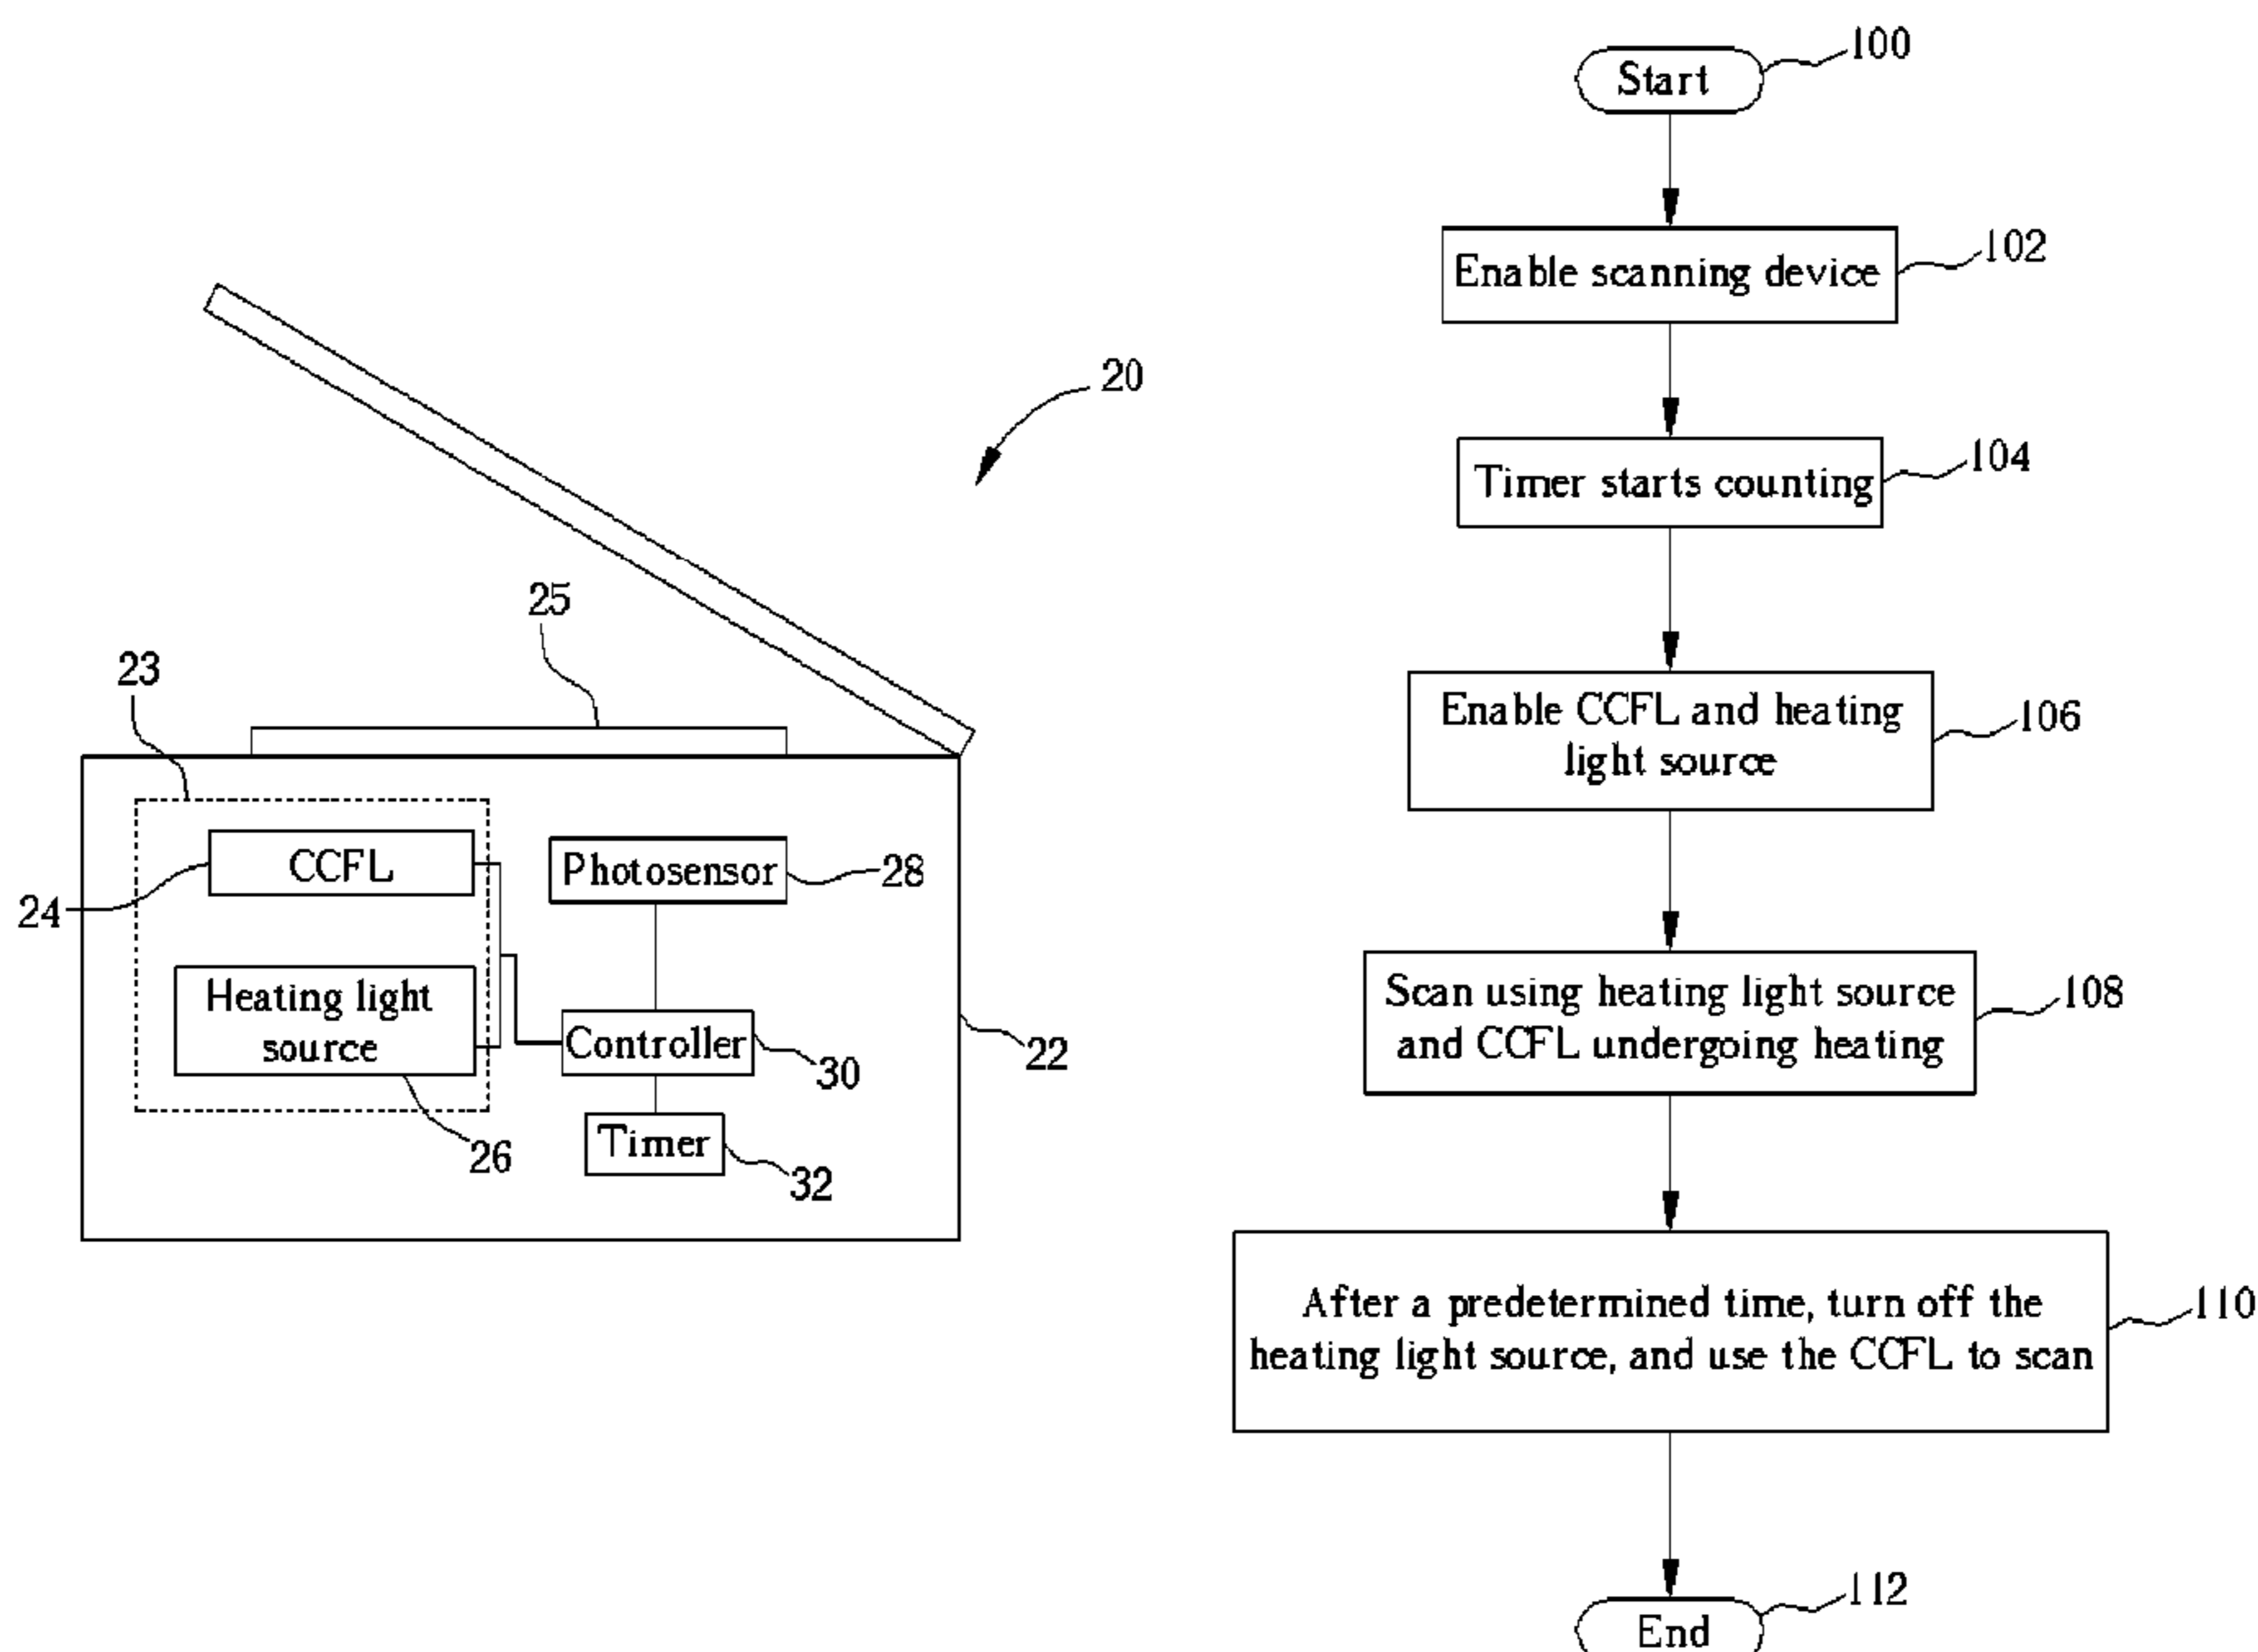 20
25
23
CCFL
24
Photosensor
28
Heating light
source
26
Controller
30
22
Timer
32
Start
100
Enable scanning device
102
Timer starts counting
104
Enable CCFL and heating
light source
106
Scan using heating light source
and CCFL undergoing heating
108
After a predetermined time, turn off the
heating light source, and use the CCFL to scan
110
End
112